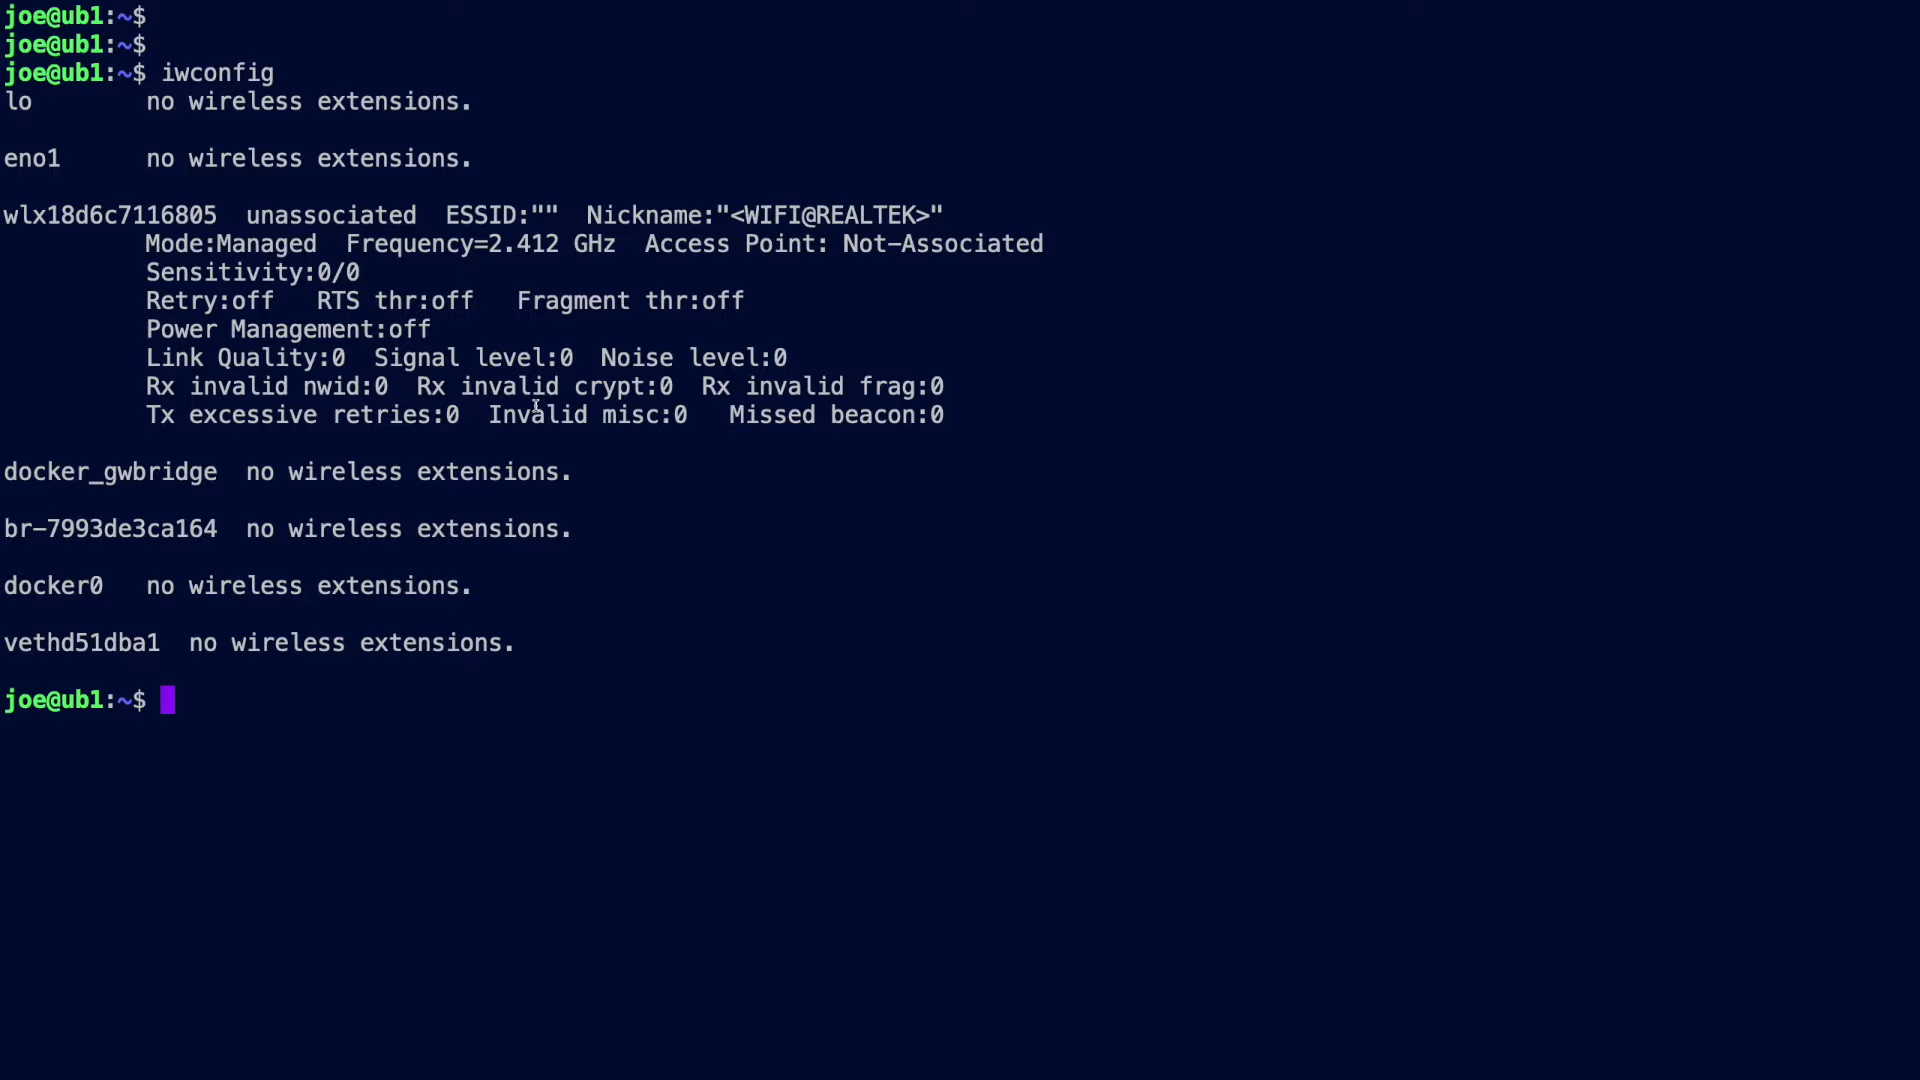 joe@ub1:~$
joe@ub1:~$
joe@ub1:~$ iwconfig
lo        no wireless extensions.
eno1      no wireless extensions.
wlx18d6c7116805  unassociated  ESSID:""  Nickname:"<WIFI@REALTEK>"
          Mode:Managed  Frequency=2.412 GHz  Access Point: Not-Associated
          Sensitivity:0/0
          Retry:off   RTS thr:off   Fragment thr:off
          Power Management:off
          Link Quality:0  Signal level:0  Noise level:0
          Rx invalid nwid:0  Rx invalid crypt:0  Rx invalid frag:0
          Tx excessive retries:0  Invalid misc:0   Missed beacon:0
docker_gwbridge  no wireless extensions.
br-7993de3ca164  no wireless extensions.
docker0   no wireless extensions.
vethd51dba1  no wireless extensions.
joe@ub1:~$